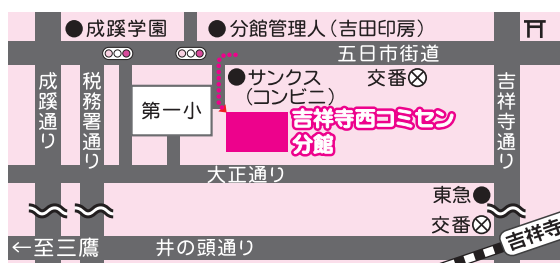 成蹊学園
分館管理人（吉田印房）
五日市街道
成蹊通り
税務署通り
サンクス
（コンビニ）
交番
吉祥寺通り
第一小
吉祥寺西コミセン
分館
大正通り
東急
交番
←至三鷹
井の頭通り
吉祥寺